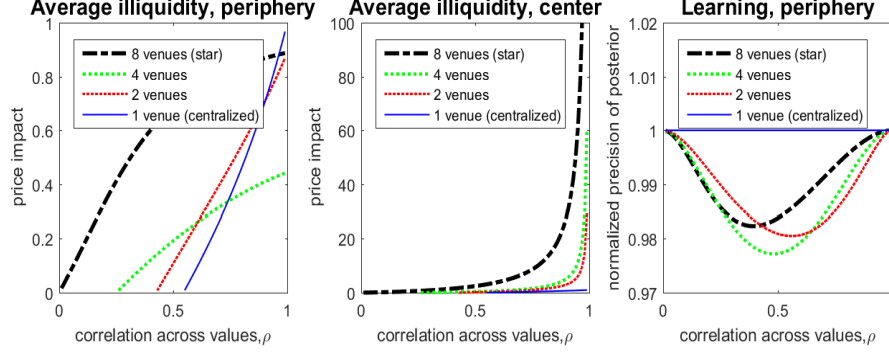 Average illiquidity, periphery
1
0.8
0.6
0.4
0.2
0
0
0.5
1
price impact
correlation across values,ρ
8 venues (star)
4 venues
2 venues
1 venue (centralized)
Average illiquidity, center
100
80
60
40
20
0
0
0.5
1
price impact
correlation across values,ρ
8 venues (star)
4 venues
2 venues
1 venue (centralized)
Learning, periphery
1.02
1.01
1
0.99
0.98
0.97
0
0.5
normalized precision of posterior
correlation across values,ρ
8 venues (star)
4 venues
2 venues
1 venue (centralized)